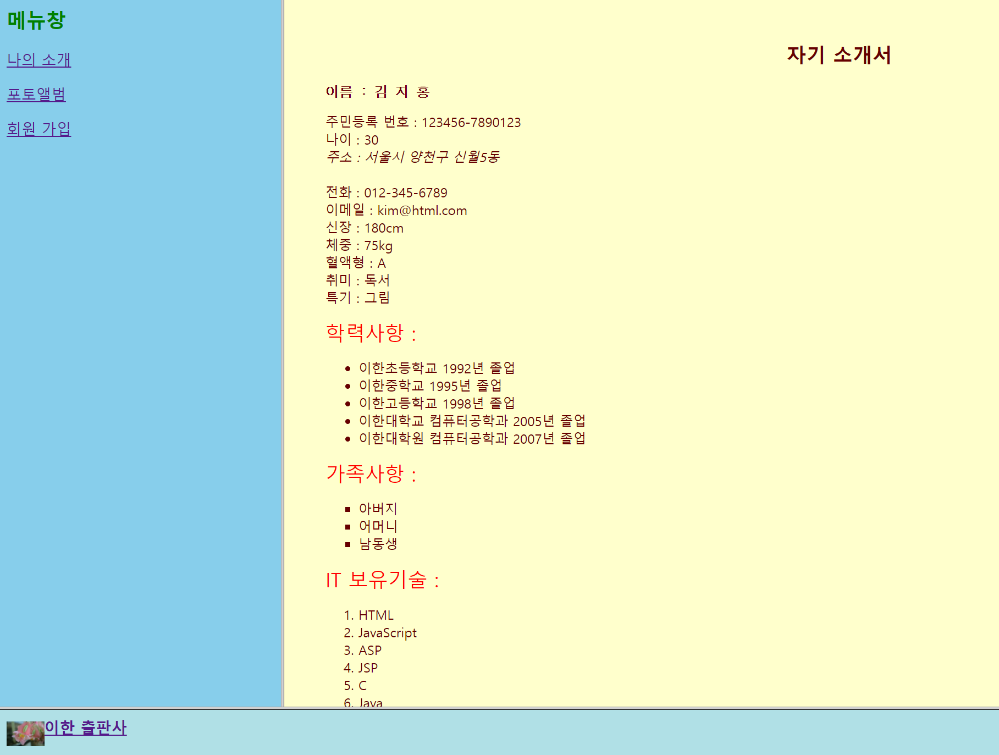 메뉴창
나의 소개
포토앨범
회원 가입
자기 소개서
이름 : 김 지 홍
주민등록 번호 : 123456-7890123
나이 : 30
주소 : 서울시 양천구 신월5동
전화 : 012-345-6789
이메일 : kim@html.com
신장 : 180cm
체중 : 75kg
혈액형 : A
취미 : 독서
특기 : 그림
학력사항 :
• 이한초등학교 1992년 졸업
• 이한중학교 1995년 졸업
• 이한고등학교 1998년 졸업
• 이한대학교 컴퓨터공학과 2005년 졸업
• 이한대학원 컴퓨터공학과 2007년 졸업
가족사항 :
▪ 아버지
▪ 어머니
▪ 남동생
IT 보유기술 :
1. HTML
2. JavaScript
3. ASP
4. JSP
5. C
6. Java
이한 출판사